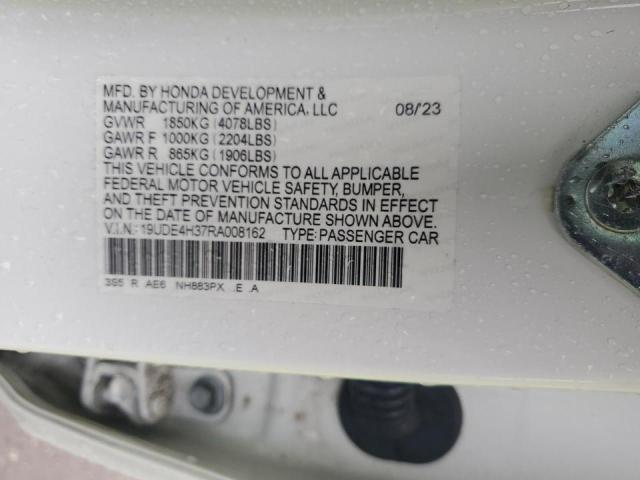 MFD. BY HONDA DEVELOPMENT &
MANUFACTURING OF AMERICA, LLC 08/23
GVWR 1850KG (4078LBS)
GAWR F 1000KG (2204LBS)
GAWR R 865KG (1906LBS)
THIS VEHICLE CONFORMS TO ALL APPLICABLE
FEDERAL MOTOR VEHICLE SAFETY, BUMPER,
AND THEFT PREVENTION STANDARDS IN EFFECT
ON THE DATE OF MANUFACTURE SHOWN ABOVE.
V.I.N.: 19UDE4H37RA008162 TYPE: PASSENGER CAR
3S5 R AE6 NH883PX .E .A